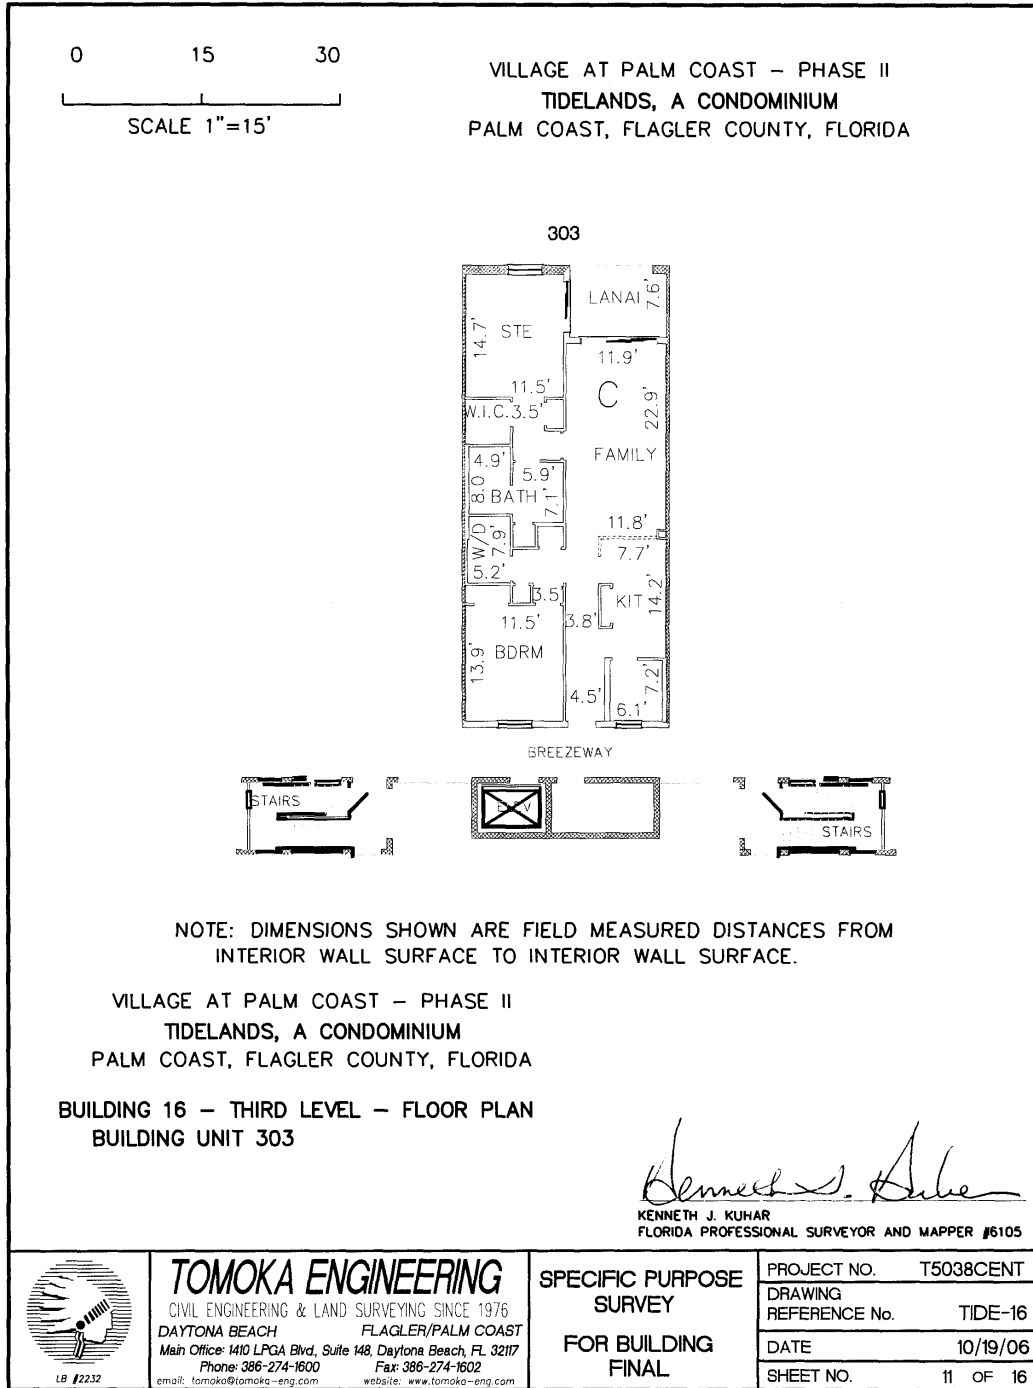 0 15 30
SCALE 1"=15'
VILLAGE AT PALM COAST – PHASE II
TIDELANDS, A CONDOMINIUM
PALM COAST, FLAGLER COUNTY, FLORIDA
303
LANAI
7.6'
STE
14.7'
11.9'
11.5'
C
22.9'
W.I.C. 3.5'
FAMILY
4.9'
5.9'
8.0
BATH
7.1'
11.8'
W/D
7.9'
7.7'
5.2'
3.5'
KIT
14.2'
11.5'
3.8'
BDRM
13.9'
7.2'
4.5'
6.1'
BREEZEWAY
STAIRS
ELEV
STAIRS
NOTE: DIMENSIONS SHOWN ARE FIELD MEASURED DISTANCES FROM
INTERIOR WALL SURFACE TO INTERIOR WALL SURFACE.
VILLAGE AT PALM COAST – PHASE II
TIDELANDS, A CONDOMINIUM
PALM COAST, FLAGLER COUNTY, FLORIDA
BUILDING 16 – THIRD LEVEL – FLOOR PLAN
BUILDING UNIT 303
KENNETH J. KUHAR
FLORIDA PROFESSIONAL SURVEYOR AND MAPPER #6105
LB #2232
TOMOKA ENGINEERING
CIVIL ENGINEERING & LAND SURVEYING SINCE 1976
DAYTONA BEACH FLAGLER/PALM COAST
Main Office: 1410 LPGA Blvd, Suite 148, Daytona Beach, FL 32117
Phone: 386-274-1600 Fax: 386-274-1602
email: tomoka@tomoka-eng.com website: www.tomoka-eng.com
SPECIFIC PURPOSE
SURVEY
FOR BUILDING
FINAL
PROJECT NO. T5038CENT
DRAWING
REFERENCE No. TIDE-16
DATE 10/19/06
SHEET NO. 11 OF 16